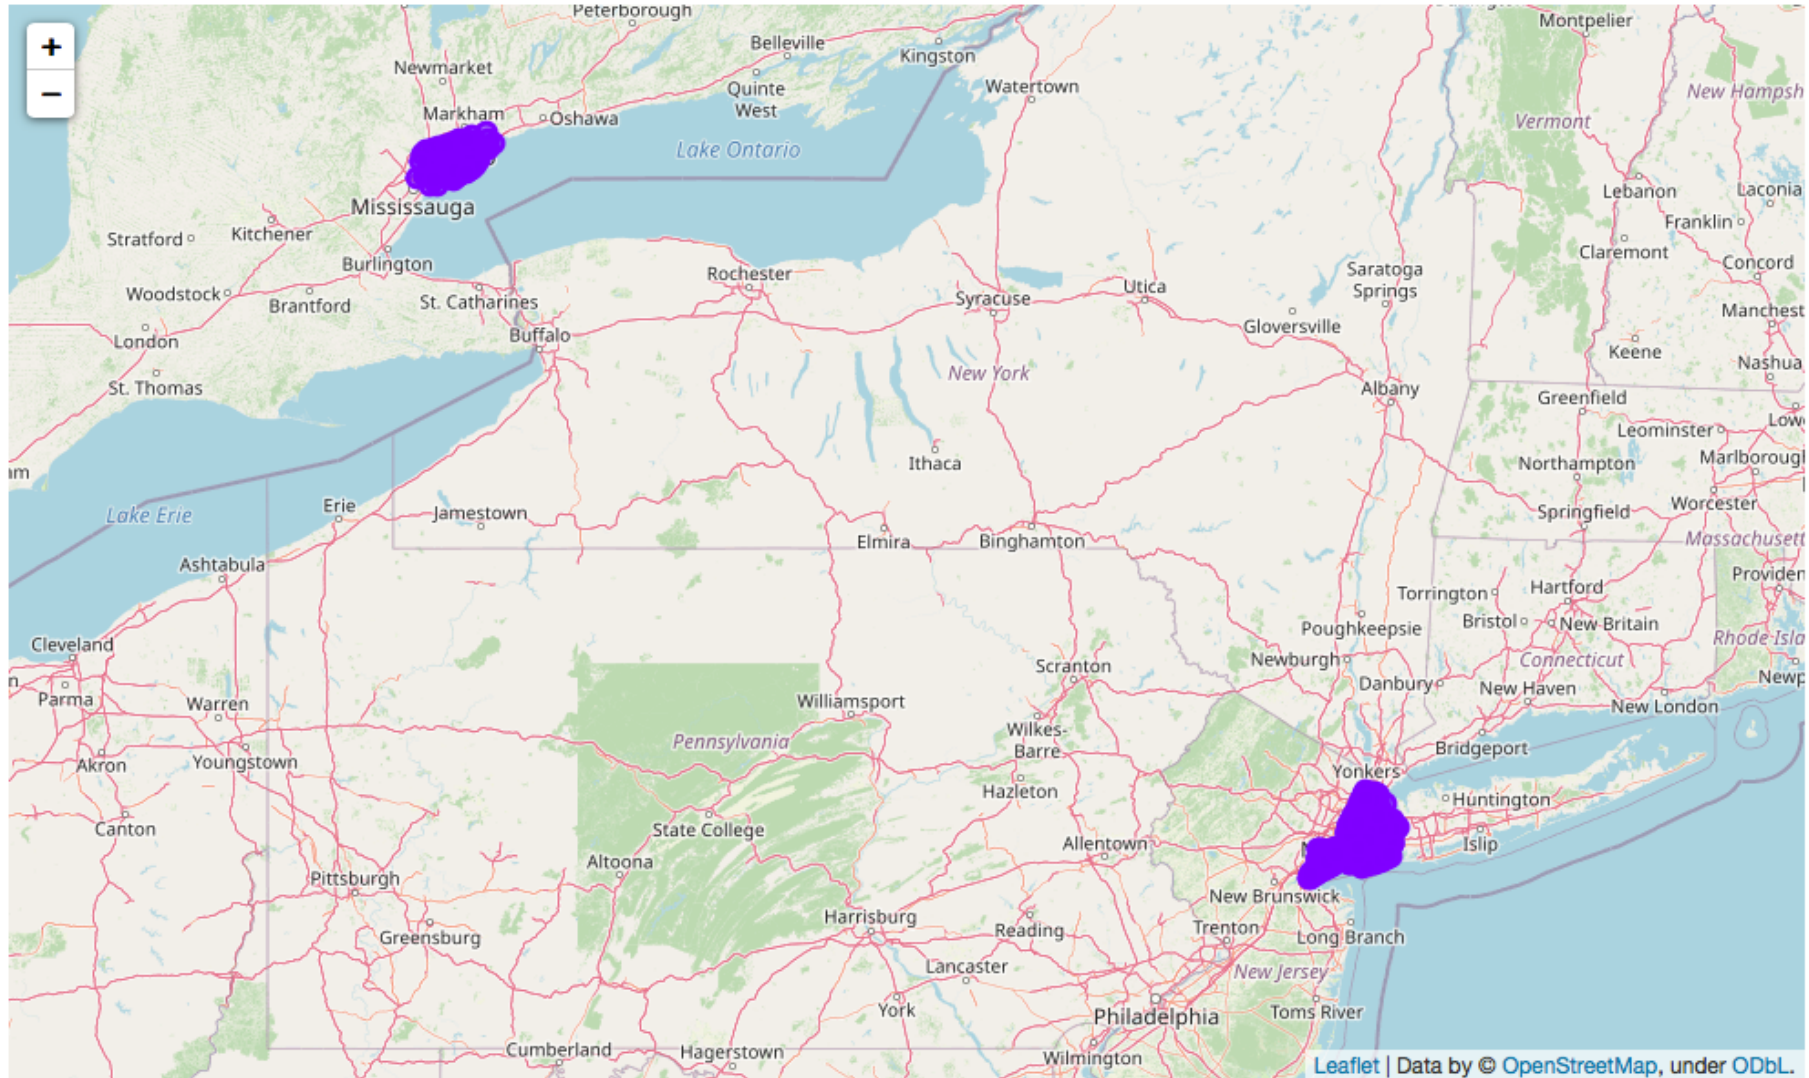 Peterborough
Montpelier
+
Belleville
Kingston
Newmarket
Watertown
Quinte
West
New Hampsh
−
Markham
Oshawa
Vermont
Lake Ontario
Lebanon
Laconia
Mississauga
Franklin
Stratford
Kitchener
Claremont
Burlington
Rochester
Saratoga
Springs
Concord
Woodstock
Brantford
St. Catharines
Syracuse
Utica
Gloversville
Manchest
London
Buffalo
Keene
Nashua
St. Thomas
New York
Albany
Greenfield
Lowe
Leominster
Ithaca
Northampton
Marlborough
am
Lake Erie
Erie
Jamestown
Springfield
Worcester
Elmira
Binghamton
Massachusett
Ashtabula
Hartford
Providen
Torrington
Bristol
New Britain
Poughkeepsie
Cleveland
Rhode Isla
Newburgh
Connecticut
Scranton
Danbury
New Haven
Newp
Parma
Warren
Williamsport
New London
Wilkes-
Barre
Pennsylvania
Bridgeport
Akron
Youngstown
Yonkers
Hazleton
Huntington
Canton
State College
Altoona
Allentown
Islip
Pittsburgh
New Brunswick
Harrisburg
Reading
Trenton
Long Branch
Greensburg
Lancaster
New Jersey
York
Philadelphia
Toms River
Cumberland
Hagerstown
Wilmington
Leaflet | Data by © OpenStreetMap, under ODbL.